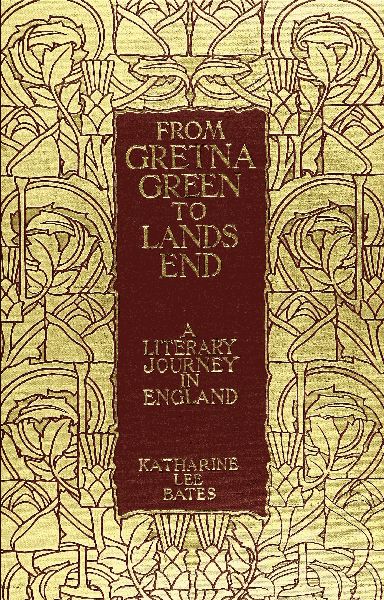 FROM
GRETNA
GREEN
TO
LANDS
END
A
LITERARY
JOURNEY
IN
ENGLAND
KATHARINE
LEE
BATES